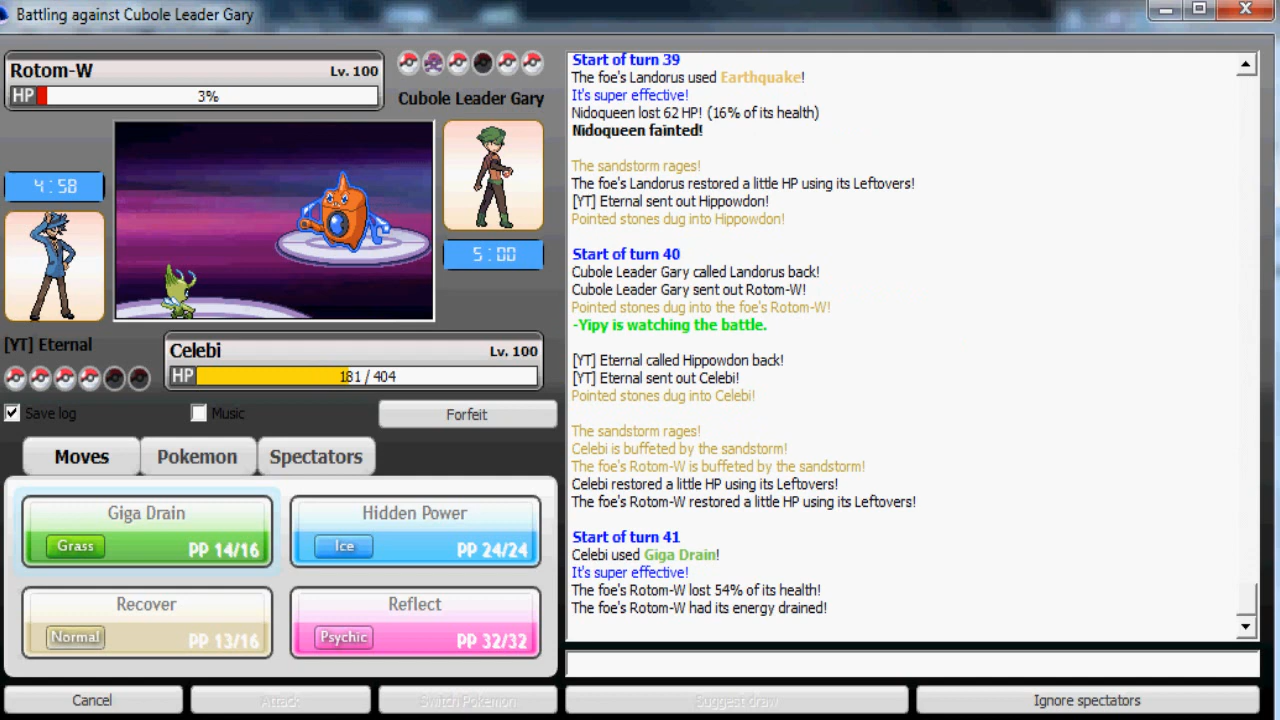 Battling against Cubole Leader Gary
Rotom-W Lv. 100
HP 3%
Cubole Leader Gary
4:58
5:00
[YT] Eternal
Celebi Lv. 100
HP 181 / 404
Save log
Music
Forfeit
Moves
Pokemon
Spectators
Giga Drain
Grass PP 14/16
Hidden Power
Ice PP 24/24
Recover
Normal PP 13/16
Reflect
Psychic PP 32/32
Start of turn 39
The foe's Landorus used Earthquake!
It's super effective!
Nidoqueen lost 62 HP! (16% of its health)
Nidoqueen fainted!
The sandstorm rages!
The foe's Landorus restored a little HP using its Leftovers!
[YT] Eternal sent out Hippowdon!
Pointed stones dug into Hippowdon!
Start of turn 40
Cubole Leader Gary called Landorus back!
Cubole Leader Gary sent out Rotom-W!
Pointed stones dug into the foe's Rotom-W!
-Yipy is watching the battle.
[YT] Eternal called Hippowdon back!
[YT] Eternal sent out Celebi!
Pointed stones dug into Celebi!
The sandstorm rages!
Celebi is buffeted by the sandstorm!
The foe's Rotom-W is buffeted by the sandstorm!
Celebi restored a little HP using its Leftovers!
The foe's Rotom-W restored a little HP using its Leftovers!
Start of turn 41
Celebi used Giga Drain!
It's super effective!
The foe's Rotom-W lost 54% of its health!
The foe's Rotom-W had its energy drained!
Cancel
Attack
Switch Pokemon
Suggest draw
Ignore spectators